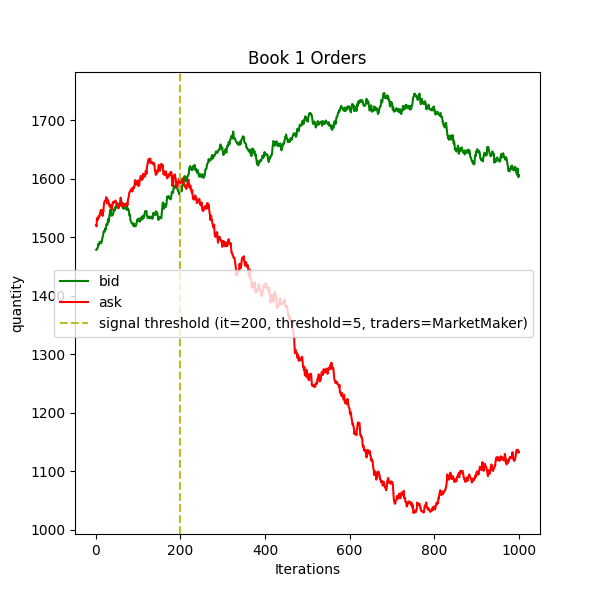 Book 1 Orders
quantity
1700
1600
1500
1400
1300
1200
1100
1000
bid
ask
signal threshold (it=200, threshold=5, traders=MarketMaker)
0 200 400 600 800 1000
Iterations